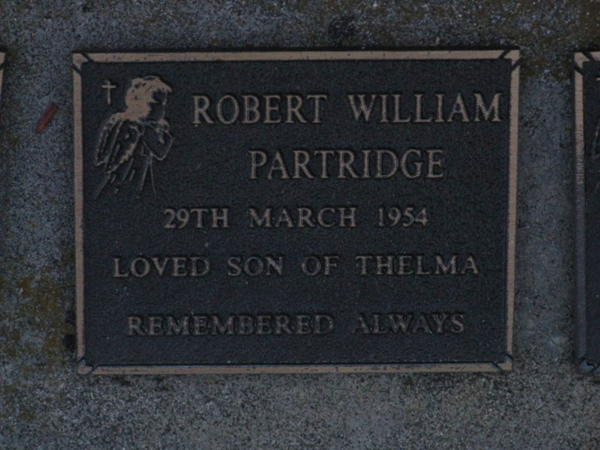 ROBERT WILLIAM
PARTRIDGE
29TH MARCH 1954
LOVED SON OF THELMA
REMEMBERED ALWAYS